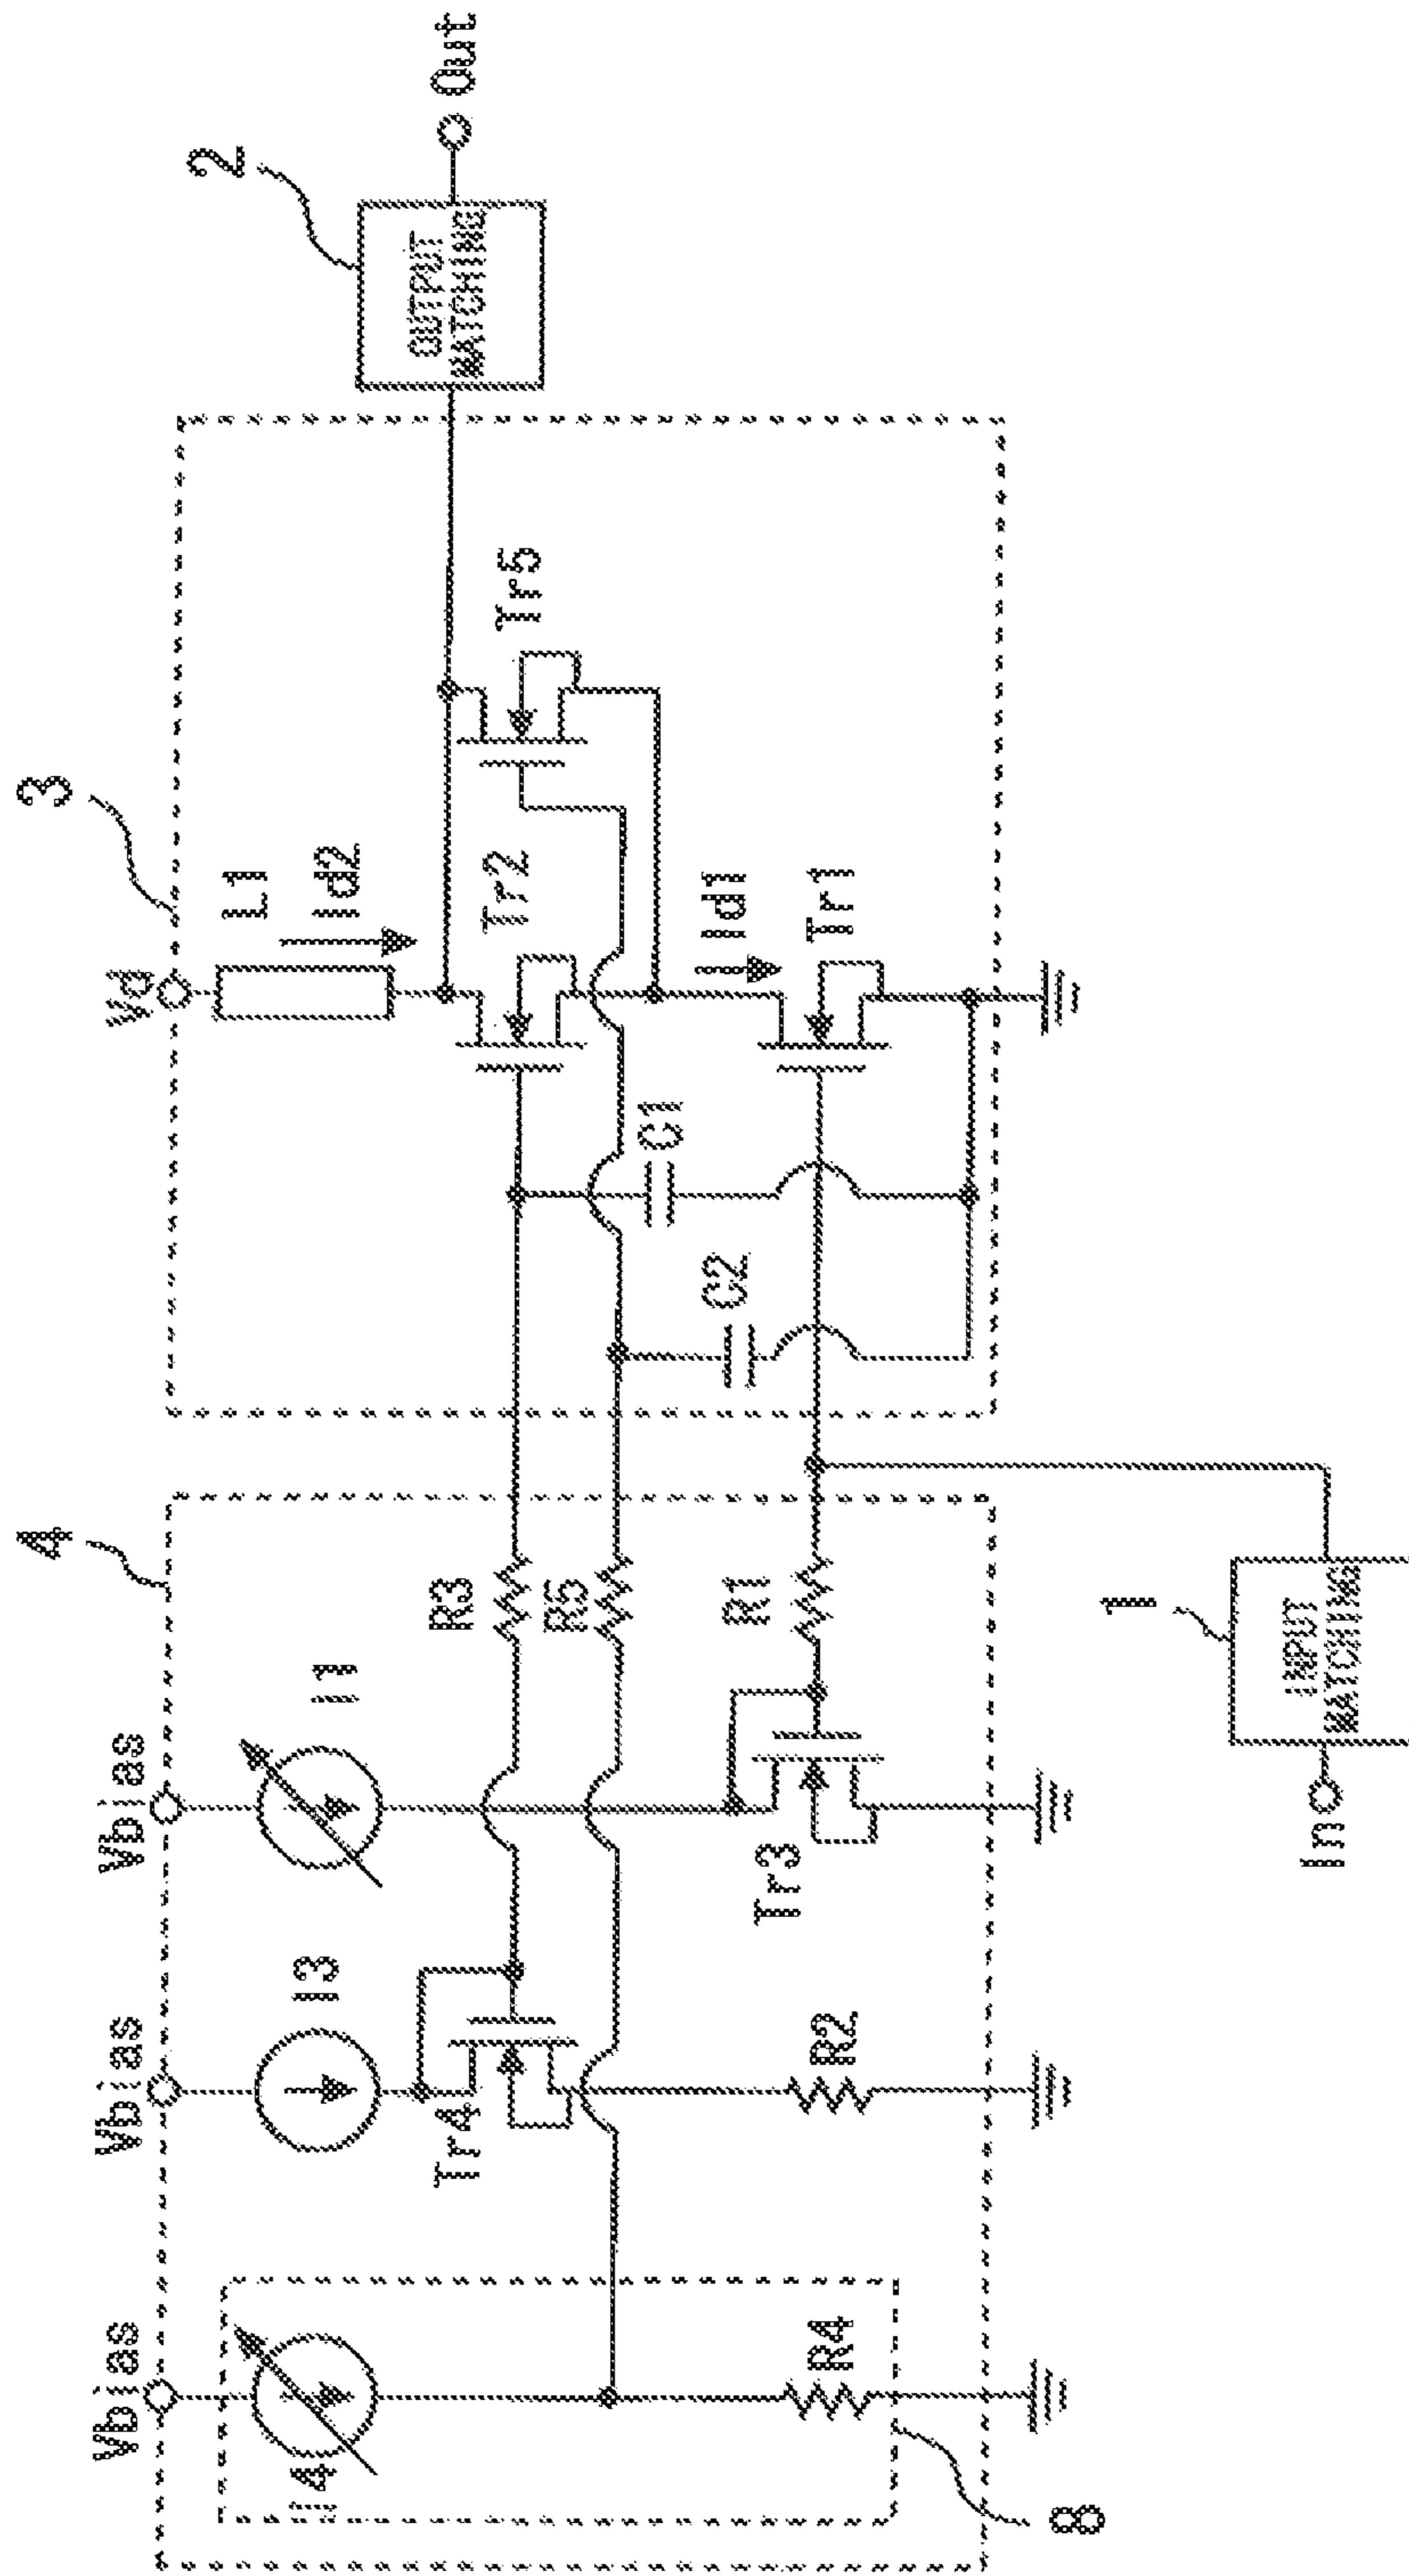 4
3
2
Vbias
Vbias
Vbias
Vd
I4
I3
I1
L1
Id2
Out
OUTPUT
MATCHING
Tr4
R3
R5
Tr2
Tr5
C1
C2
Id1
R4
R2
Tr3
R1
Tr1
8
1
In
INPUT
MATCHING